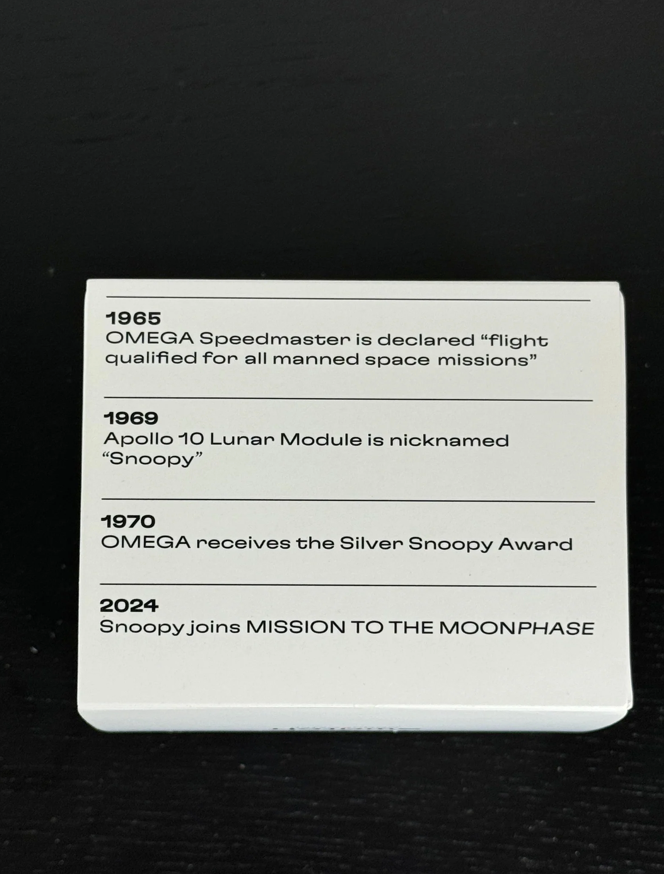 1965
OMEGA Speedmaster is declared “flight
qualified for all manned space missions”
1969
Apollo 10 Lunar Module is nicknamed
“Snoopy”
1970
OMEGA receives the Silver Snoopy Award
2024
Snoopy joins MISSION TO THE MOONPHASE